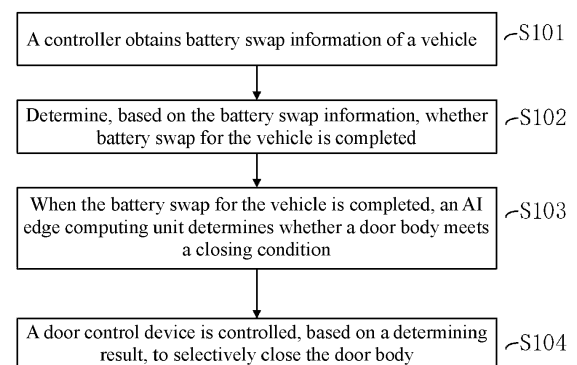 A controller obtains battery swap information of a vehicle
S101
Determine, based on the battery swap information, whether
battery swap for the vehicle is completed
S102
When the battery swap for the vehicle is completed, an AI
edge computing unit determines whether a door body meets
a closing condition
S103
A door control device is controlled, based on a determining
result, to selectively close the door body
S104